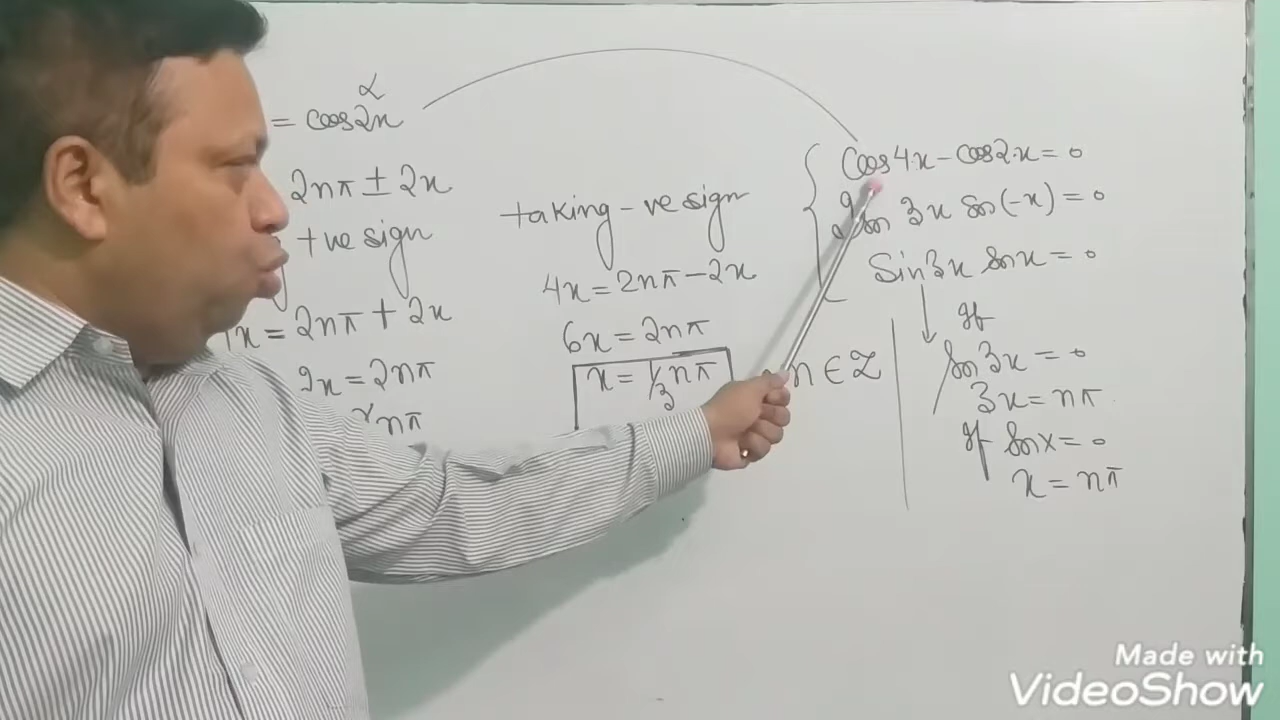 α
= cos2x
2nπ ± 2x
+ve sign
4x = 2nπ + 2x
2x = 2nπ
nπ
taking -ve sign
4x = 2nπ - 2x
6x = 2nπ
x = 1/3 nπ
n ∈ Z
Cos4x - cos2x = 0
2 Sin 3x Sin(-x) = 0
Sin3x Sinx = 0
If
Sin3x = 0
3x = nπ
If Sinx = 0
x = nπ
Made with
VideoShow